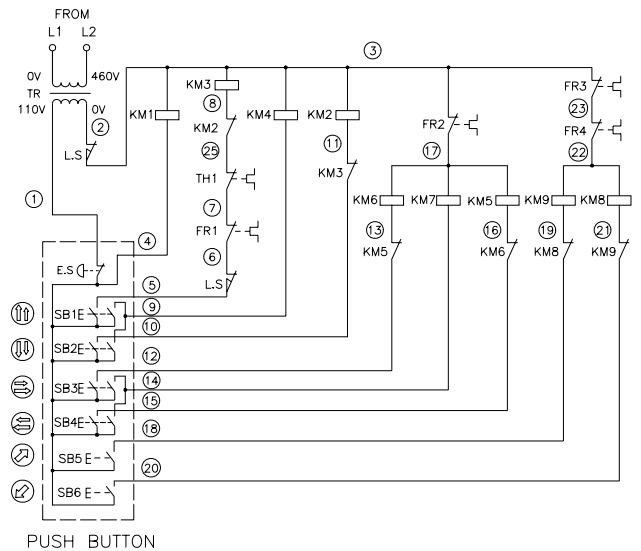 FROM
L1 L2
0V 460V
TR
110V 0V
2
L.S
1
3
KM1
KM3
8
KM2
25
TH1
7
FR1
6
L.S
KM4
KM2
11
KM3
FR2
17
KM6 KM7 KM5
13
KM5
16
KM6
FR3
23
FR4
22
KM9 KM8
19
KM8
21
KM9
4
E.S
5
SB1E
9
10
SB2E
12
SB3E
14
15
SB4E
18
SB5 E
20
SB6 E
PUSH BUTTON